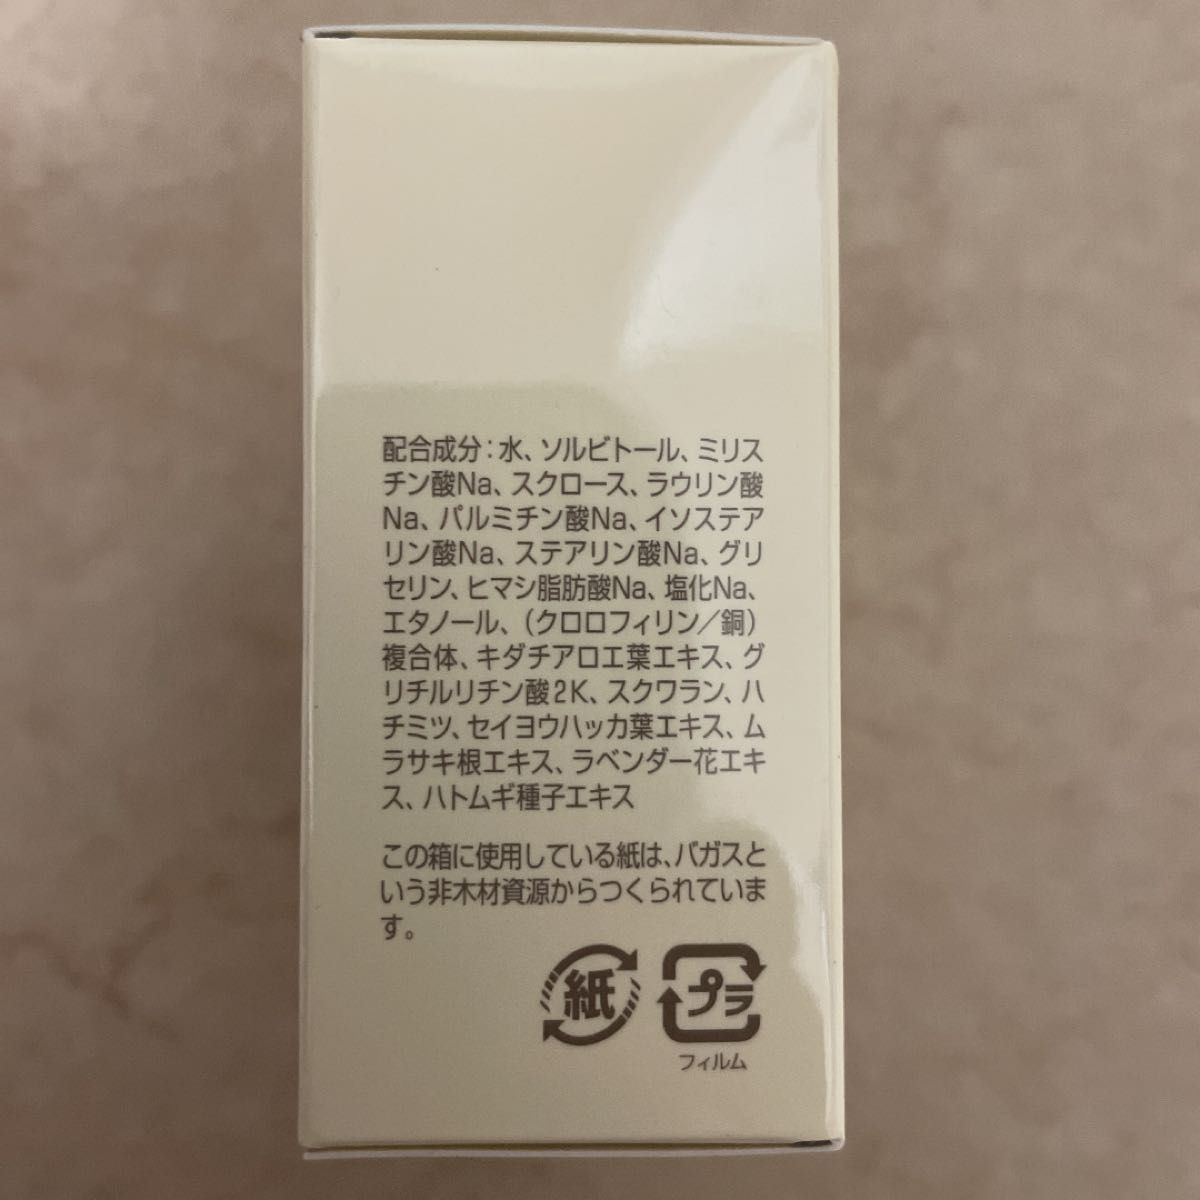 配合成分：水、ソルビトール、ミリス
チン酸Na、スクロース、ラウリン酸
Na、パルミチン酸Na、イソステア
リン酸Na、ステアリン酸Na、グリ
セリン、ヒマシ脂肪酸Na、塩化Na、
エタノール、（クロロフィリン／銅）
複合体、キダチアロエ葉エキス、グ
リチルリチン酸2K、スクワラン、ハ
チミツ、セイヨウハッカ葉エキス、ム
ラサキ根エキス、ラベンダー花エキ
ス、ハトムギ種子エキス
この箱に使用している紙は、バガスと
いう非木材資源からつくられていま
す。
紙 プラ
フィルム